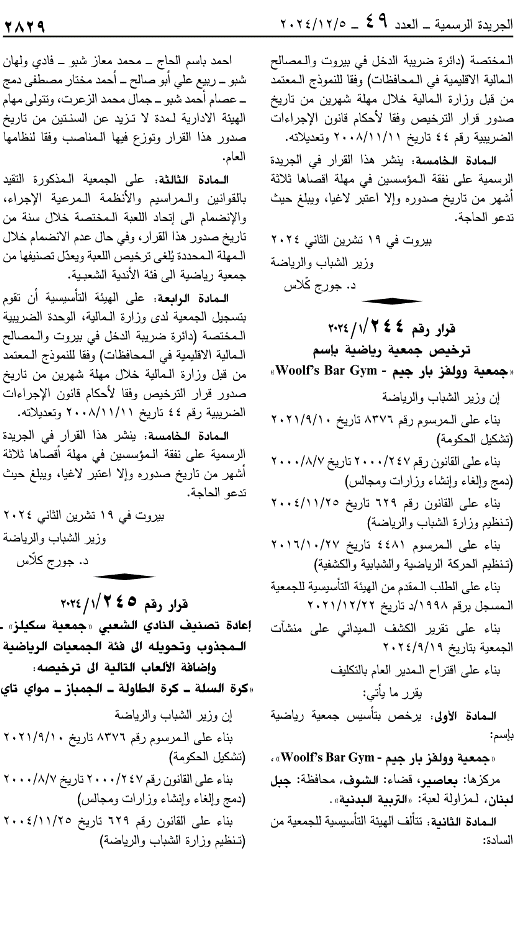 الجريدة الرسمية ــ العدد ٤٩ ــ ٢٠٢٤/١٢/٥
٢٨٢٩
المختصة (دائرة ضريبة الدخل في بيروت والمصالح
المالية الاقليمية في المحافظات) وفقا للنموذج المعتمد
من قبل وزارة المالية خلال مهلة شهرين من تاريخ
صدور قرار الترخيص وفقا لأحكام قانون الإجراءات
الضريبية رقم ٤٤ تاريخ ٢٠٠٨/١١/١١ وتعديلاته.
المادة الخامسة: ينشر هذا القرار في الجريدة
الرسمية على نفقة المؤسسين في مهلة اقصاها ثلاثة
أشهر من تاريخ صدوره وإلا اعتبر لاغيا، ويبلغ حيث
تدعو الحاجة.
بيروت في ١٩ تشرين الثاني ٢٠٢٤
وزير الشباب والرياضة
د. جورج كلّاس
قرار رقم ٢٠٢٤/١/٢٤٤
ترخيص جمعية رياضية بإسم
«جمعية وولفز بار جيم - Woolf's Bar Gym»
إن وزير الشباب والرياضة
بناء على المرسوم رقم ٨٣٧٦ تاريخ ٢٠٢١/٩/١٠
(تشكيل الحكومة)
بناء على القانون رقم ٢٠٠٠/٢٤٧ تاريخ ٢٠٠٠/٨/٧
(دمج وإلغاء وإنشاء وزارات ومجالس)
بناء على القانون رقم ٦٢٩ تاريخ ٢٠٠٤/١١/٢٥
(تنظيم وزارة الشباب والرياضة)
بناء على المرسوم ٤٤٨١ تاريخ ٢٠١٦/١٠/٢٧
(تنظيم الحركة الرياضية والشبابية والكشفية)
بناء على الطلب المقدم من الهيئة التأسيسية للجمعية
المسجل برقم ١٩٩٨/د تاريخ ٢٠٢١/١٢/٢٢
بناء على تقرير الكشف الميداني على منشآت
الجمعية بتاريخ ٢٠٢٤/٩/١٩
بناء على اقتراح المدير العام بالتكليف
يقرر ما يأتي:
المادة الأولى: يرخص بتأسيس جمعية رياضية
بإسم:
«جمعية وولفز بار جيم - Woolf's Bar Gym»،
مركزها: بعاصير، قضاء: الشوف، محافظة: جبل
لبنان، لمزاولة لعبة: «التربية البدنية».
المادة الثانية: تتألف الهيئة التأسيسية للجمعية من
السادة:
احمد باسم الحاج ــ محمد معاز شبو ــ فادي ولهان
شبو ــ ربيع علي أبو صالح ــ أحمد مختار مصطفى دمج
ــ عصام أحمد شبو ــ جمال محمد الزعرت، وتتولى مهام
الهيئة الادارية لمدة لا تزيد عن السنتين من تاريخ
صدور هذا القرار وتوزع فيها المناصب وفقا لنظامها
العام.
المادة الثالثة: على الجمعية المذكورة التقيد
بالقوانين والمراسيم والأنظمة المرعية الإجراء،
والإنضمام الى إتحاد اللعبة المختصة خلال سنة من
تاريخ صدور هذا القرار، وفي حال عدم الانضمام خلال
المهلة المحددة يُلغى ترخيص اللعبة ويعدّل تصنيفها من
جمعية رياضية الى فئة الأندية الشعبية.
المادة الرابعة: على الهيئة التأسيسية أن تقوم
بتسجيل الجمعية لدى وزارة المالية، الوحدة الضريبية
المختصة (دائرة ضريبة الدخل في بيروت والمصالح
المالية الاقليمية في المحافظات) وفقا للنموذج المعتمد
من قبل وزارة المالية خلال مهلة شهرين من تاريخ
صدور قرار الترخيص وفقا لأحكام قانون الإجراءات
الضريبية رقم ٤٤ تاريخ ٢٠٠٨/١١/١١ وتعديلاته.
المادة الخامسة: ينشر هذا القرار في الجريدة
الرسمية على نفقة المؤسسين في مهلة أقصاها ثلاثة
أشهر من تاريخ صدوره وإلا اعتبر لاغيا، ويبلغ حيث
تدعو الحاجة.
بيروت في ١٩ تشرين الثاني ٢٠٢٤
وزير الشباب والرياضة
د. جورج كلّاس
قرار رقم ٢٠٢٤/١/٢٤٥
إعادة تصنيف النادي الشعبي «جمعية سكيلز» ــ
المجذوب وتحويله الى فئة الجمعيات الرياضية
وإضافة الألعاب التالية الى ترخيصه:
«كرة السلة ــ كرة الطاولة ــ الجمباز ــ مواي تاي»
إن وزير الشباب والرياضة
بناء على المرسوم رقم ٨٣٧٦ تاريخ ٢٠٢١/٩/١٠
(تشكيل الحكومة)
بناء على القانون رقم ٢٠٠٠/٢٤٧ تاريخ ٢٠٠٠/٨/٧
(دمج وإلغاء وإنشاء وزارات ومجالس)
بناء على القانون رقم ٦٢٩ تاريخ ٢٠٠٤/١١/٢٥
(تنظيم وزارة الشباب والرياضة)